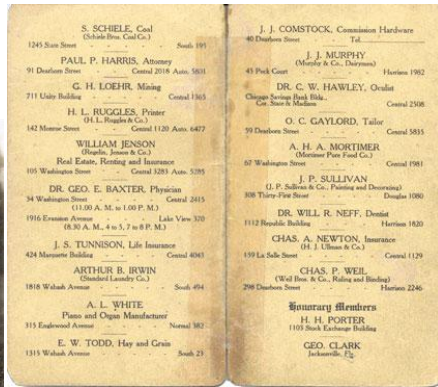 S. SCHIELE, Coal
(Schiele Bros. Coal Co.)
South 195
PAUL P. HARRIS, Attorney
91 Dearborn Street Central 2018 Auto. 5801
G. H. LOEHR, Mining
711 Unity Building Central 1363
H. L. RUGGLES, Printer
(H. L. Ruggles & Co.)
142 Monroe Street Central 1120 Auto. 6477
WILLIAM JENSON
(Rogelin, Jenson & Co.)
Real Estate, Renting and Insurance
105 Washington Street Central 3285 Auto. 5285
DR. GEO. E. BAXTER, Physician
34 Washington Street Central 2415
(11.00 A. M. to 1.00 P. M.)
1916 Evanston Avenue Lake View 320
(8.30 A. M., 4 to 5, 7 to 8 P. M.)
J. S. TUNNISON, Life Insurance
424 Marquette Building Central 4043
ARTHUR B. IRWIN
(Standard Laundry Co.)
1818 Wabash Avenue South 494
A. L. WHITE
Piano and Organ Manufacturer
315 Englewood Avenue Normal 382
E. W. TODD, Hay and Grain
1315 Wabash Avenue South 23
J. J. COMSTOCK, Commission Hardware
40 Dearborn Street Tel.
J. J. MURPHY
(Murphy & Co., Dairymen)
45 Peck Court Harrison 1982
DR. C. W. HAWLEY, Oculist
Chicago Savings Bank Bldg.,
Cor. State & Madison Central 2508
O. C. GAYLORD, Tailor
59 Dearborn Street Central 5835
A. H. A. MORTIMER
(Mortimer Pure Food Co.)
67 Washington Street Central 1981
J. P. SULLIVAN
(J. P. Sullivan & Co., Painting and Decorating)
308 Thirty-First Street Douglas 1080
DR. WILL R. NEFF, Dentist
1112 Republic Building Harrison 1820
CHAS. A. NEWTON, Insurance
(H. J. Ullman & Co.)
159 La Salle Street Central 1129
CHAS. P. WEIL
(Weil Bros. & Co., Ruling and Binding)
298 Dearborn Street Harrison 2246
Honorary Members
H. H. PORTER
1103 Stock Exchange Building
GEO. CLARK
Jacksonville, Fla.